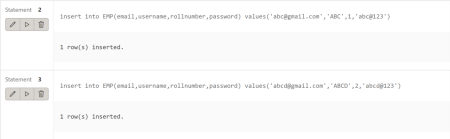 Statement 2
insert into EMP(email,username,rollnumber,password) values('abc@gmail.com','ABC',1,'abc@123')
1 row(s) inserted.
Statement 3
insert into EMP(email,username,rollnumber,password) values('abcd@gmail.com','ABCD',2,'abcd@123')
1 row(s) inserted.